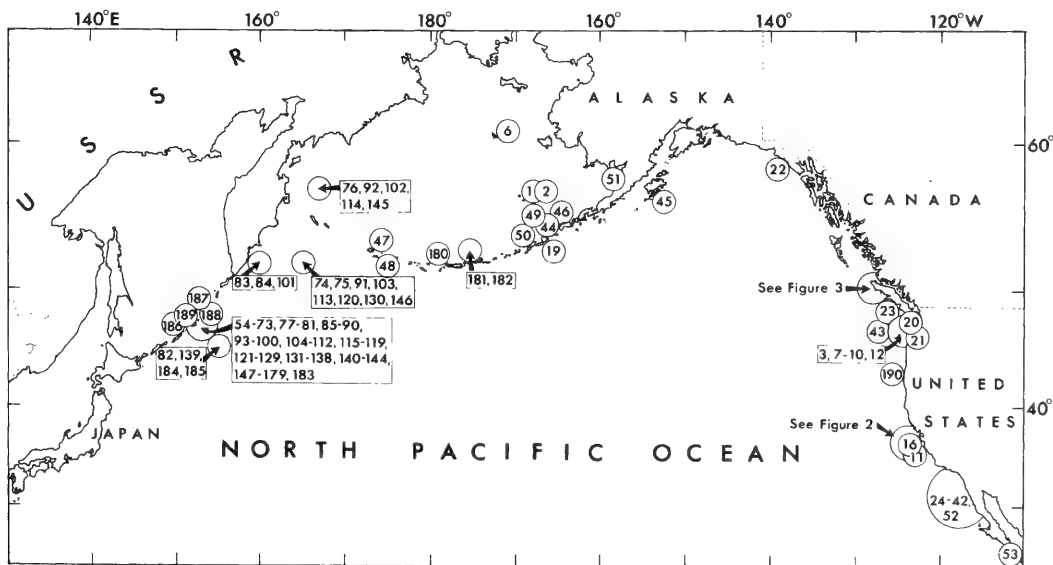 140°E
160°
180°
160°
140°
120°W
U S S R
ALASKA
60°
6
22
CANADA
76, 92, 102,
114, 145
1
2
51
49
46
45
44
50
19
47
48
180
181, 182
83, 84, 101
74, 75, 91, 103,
113, 120, 130, 146
See Figure 3
187
189
188
186
54-73, 77-81, 85-90,
93-100, 104-112, 115-119,
121-129, 131-138, 140-144,
147-179, 183
82, 139,
184, 185
23
43
20
21
3, 7-10, 12
190
UNITED
STATES
40°
See Figure 2
JAPAN
NORTH PACIFIC OCEAN
16
11
24-42,
52
53